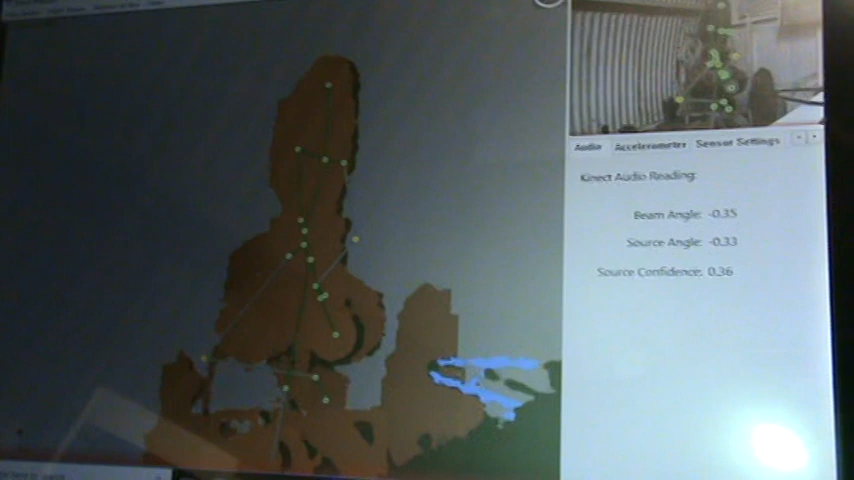 Audio Accelerometer Sensor Settings
Kinect Audio Reading:
Beam Angle: -0.35
Source Angle: -0.33
Source Confidence: 0.36